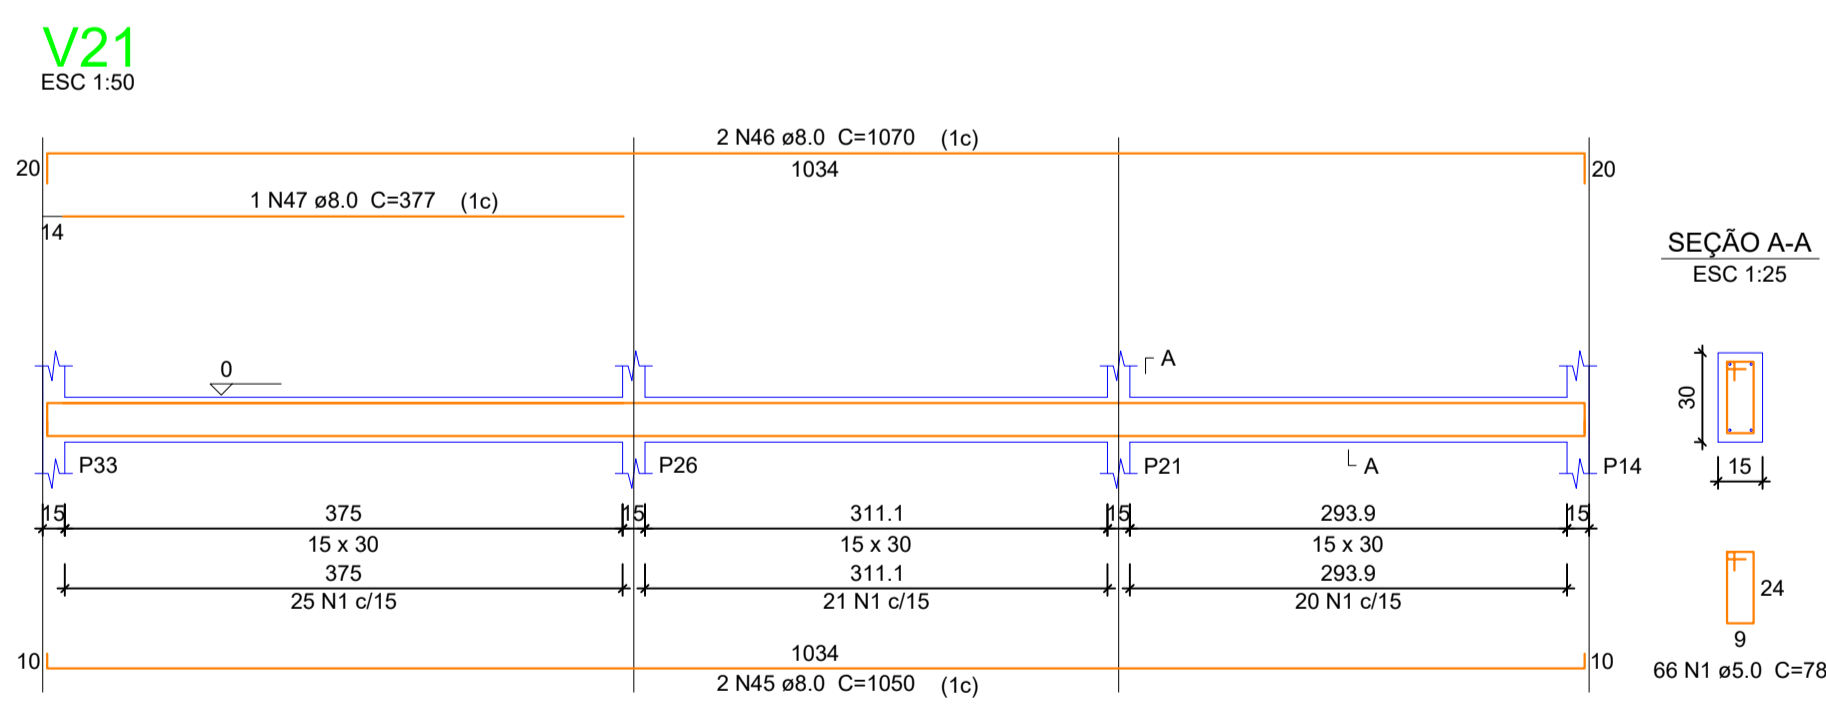 V21
ESC 1:50
2 N46 ø8.0 C=1070 (1c)
20
1034
20
1 N47 ø8.0 C=377 (1c)
14
SEÇÃO A-A
ESC 1:25
0
A
30
P33
P26
P21
A
P14
15
15
375
15
311.1
15
293.9
15
15 x 30
15 x 30
15 x 30
375
311.1
293.9
25 N1 c/15
21 N1 c/15
20 N1 c/15
24
9
10
1034
10
66 N1 ø5.0 C=78
2 N45 ø8.0 C=1050 (1c)